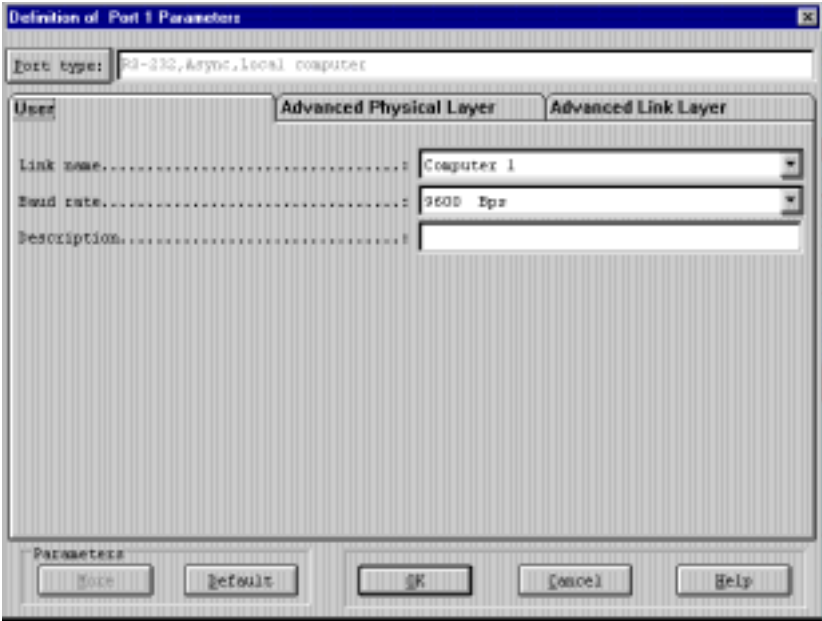 Definition of Port 1 Parameters
Port type: RS-232,Async,local computer
User Advanced Physical Layer Advanced Link Layer
Link name..................................: Computer 1
Baud rate..................................: 9600 Bps
Description................................:
Parameters
More Default OK Cancel Help